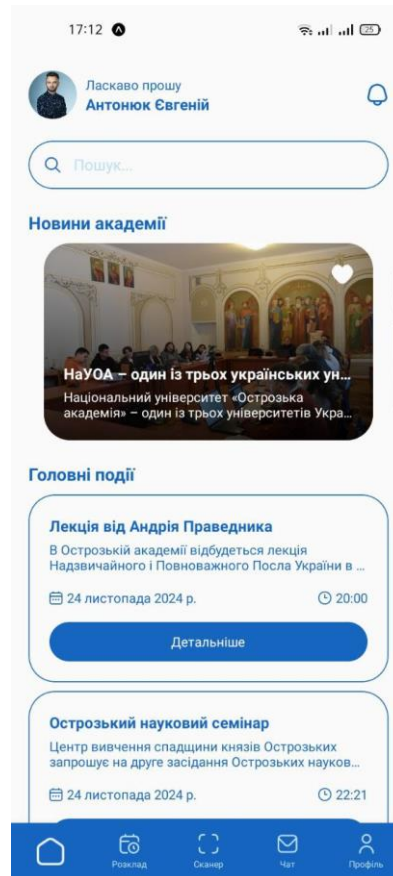 17:12
25
Ласкаво прошу
Антонюк Євгеній
Пошук...
Новини академії
НаУОА – один із трьох українських ун...
Національний університет «Острозька
академія» – один із трьох університетів Укра...
Головні події
Лекція від Андрія Праведника
В Острозькій академії відбудеться лекція
Надзвичайного і Повноважного Посла України в ...
24 листопада 2024 р.
20:00
Детальніше
Острозький науковий семінар
Центр вивчення спадщини князів Острозьких
запрошує на друге засідання Острозьких науков...
24 листопада 2024 р.
22:21
Розклад
Сканер
Чат
Профіль